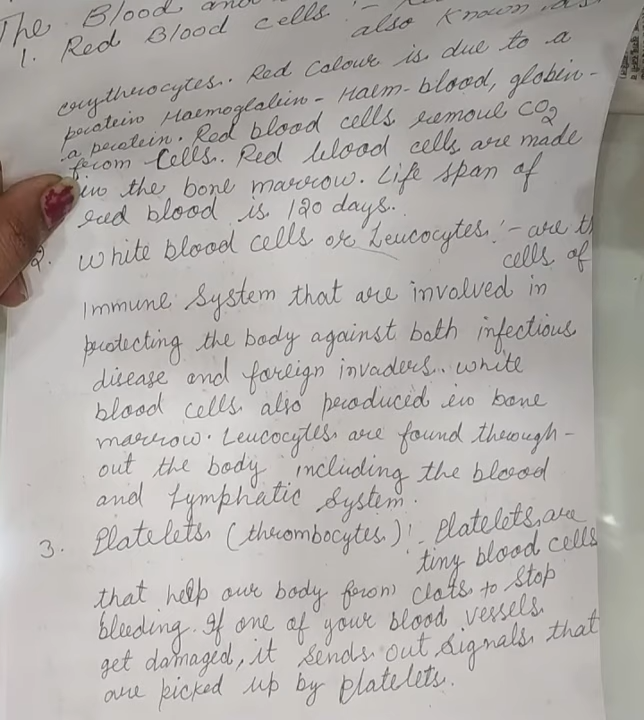 The Blood and
1. Red Blood cells :-
also Known as
erythrocytes. Red Colour is due to a
protein Haemoglobin - Haem-blood, globin -
a protein. Red blood cells remove CO2
from Cells. Red blood cells are made
in the bone marrow. Life span of
red blood is 120 days.
2. White blood cells or Leucocytes :- are th
cells of
Immune System that are involved in
protecting the body against both infectious
disease and foreign invaders. white
blood cells also produced in bone
marrow. Leucocytes are found through-
out the body including the blood
and Lymphatic System.
3. Platelets (thrombocytes) :- Platelets are
tiny blood cells
that help our body form clots to Stop
bleeding. If one of your blood vessels
get damaged, it sends out signals that
are picked up by platelets.